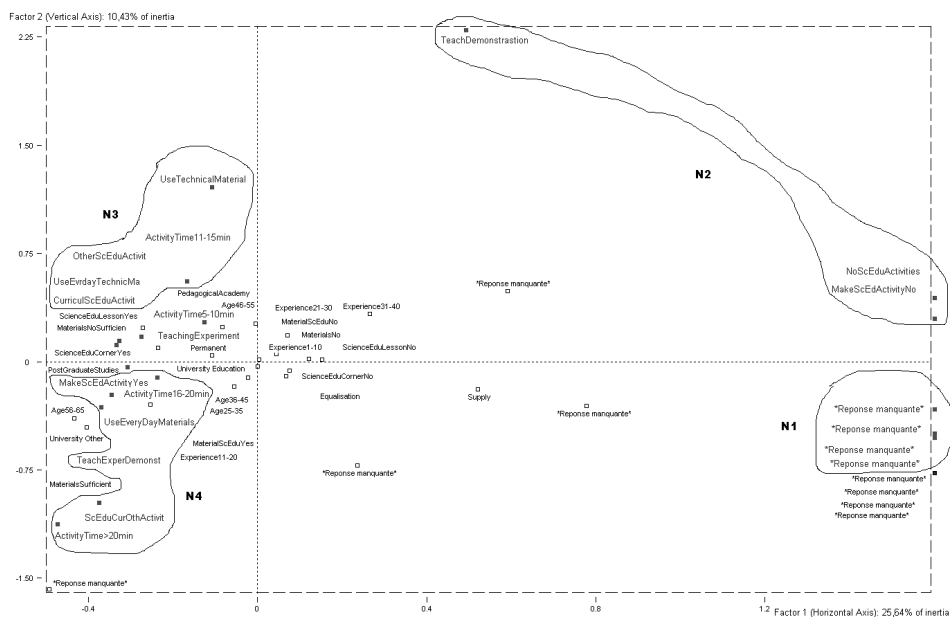 Factor 2 (Vertical Axis): 10,43% of inertia
2.25
TeachDemonstrastion
1.50
UseTechnicalMaterial
N2
N3
ActivityTime11-15min
0.75
OtherScEduActivit
NoScEduActivities
UseEvrdayTechnicMa
*Reponse manquante*
MakeScEdActivityNo
CurriculScEduActivit
PedagogicalAcademy
Age46-55
Experience21-30
Experience31-40
ScienceEduLessonYes
ActivityTime5-10min
MaterialScEduNo
MaterialsNoSufficien
TeachingExperiment
MaterialsNo
ScienceEduCornerYes
Permanent
Experience1-10
ScienceEduLessonNo
0
PostGraduateStudies
University Education
ScienceEduCornerNo
MakeScEdActivityYes
ActivityTime16-20min
Equalisation
Supply
Age36-45
Age56-65
Age25-35
*Reponse manquante*
*Reponse manquante*
UseEveryDayMaterials
N1
*Reponse manquante*
University Other
MaterialScEduYes
*Reponse manquante*
TeachExperDemonst
Experience11-20
*Reponse manquante*
-0.75
*Reponse manquante*
*Reponse manquante*
MaterialsSufficient
N4
*Reponse manquante*
*Reponse manquante*
ScEduCurOthActivit
*Reponse manquante*
ActivityTime>20min
-1.50
*Reponse manquante*
-0.4
0
0.4
0.8
1.2
Factor 1 (Horizontal Axis): 25,64% of inertia